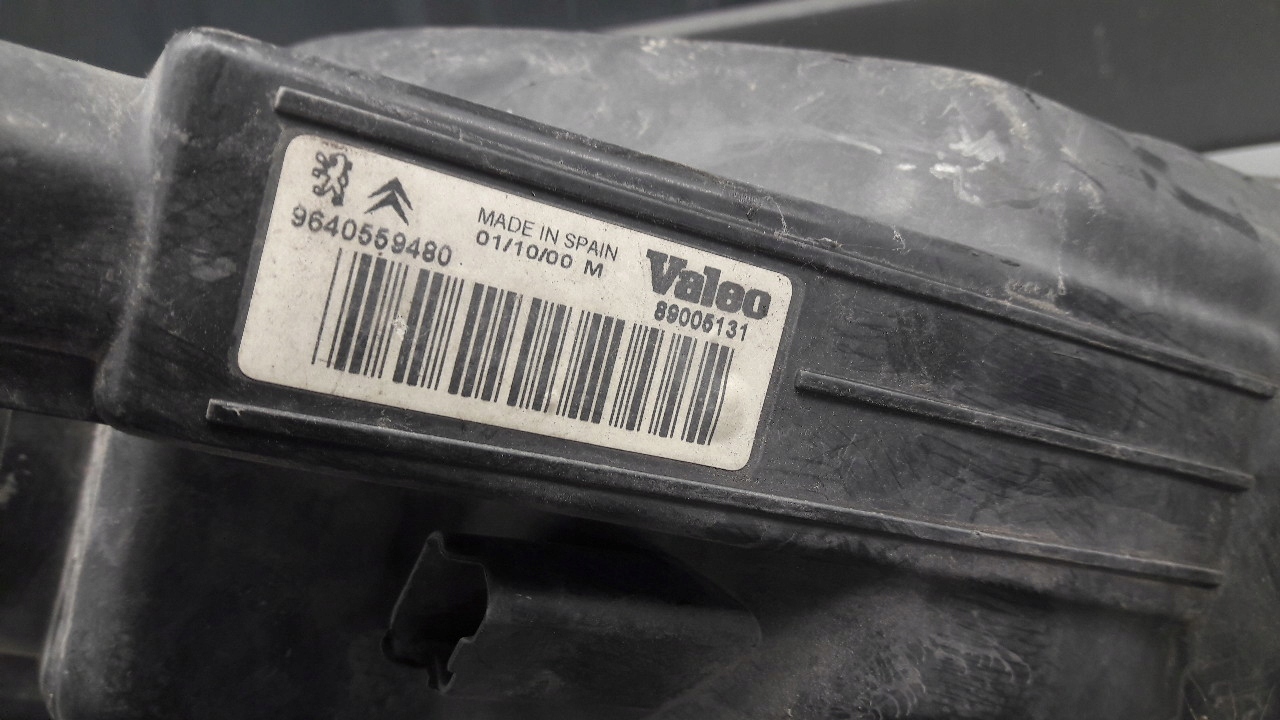 9640559480
MADE IN SPAIN
01/10/00 M
Valeo
89005131